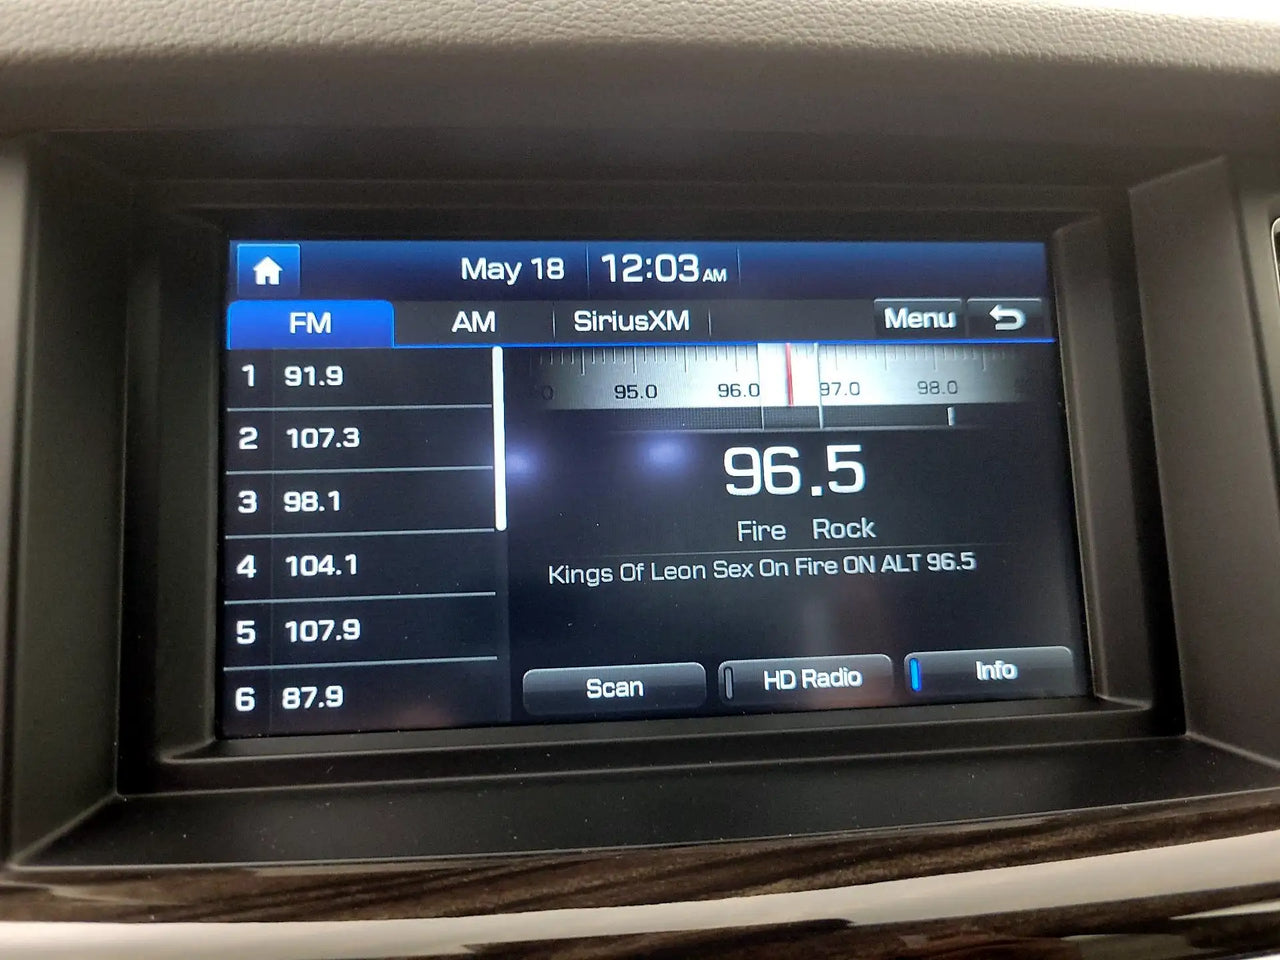 May 18 12:03 AM
FM AM SiriusXM Menu
1 91.9
2 107.3
3 98.1
4 104.1
5 107.9
6 87.9
0 95.0 96.0 97.0 98.0
96.5
Fire Rock
Kings Of Leon Sex On Fire ON ALT 96.5
Scan HD Radio Info